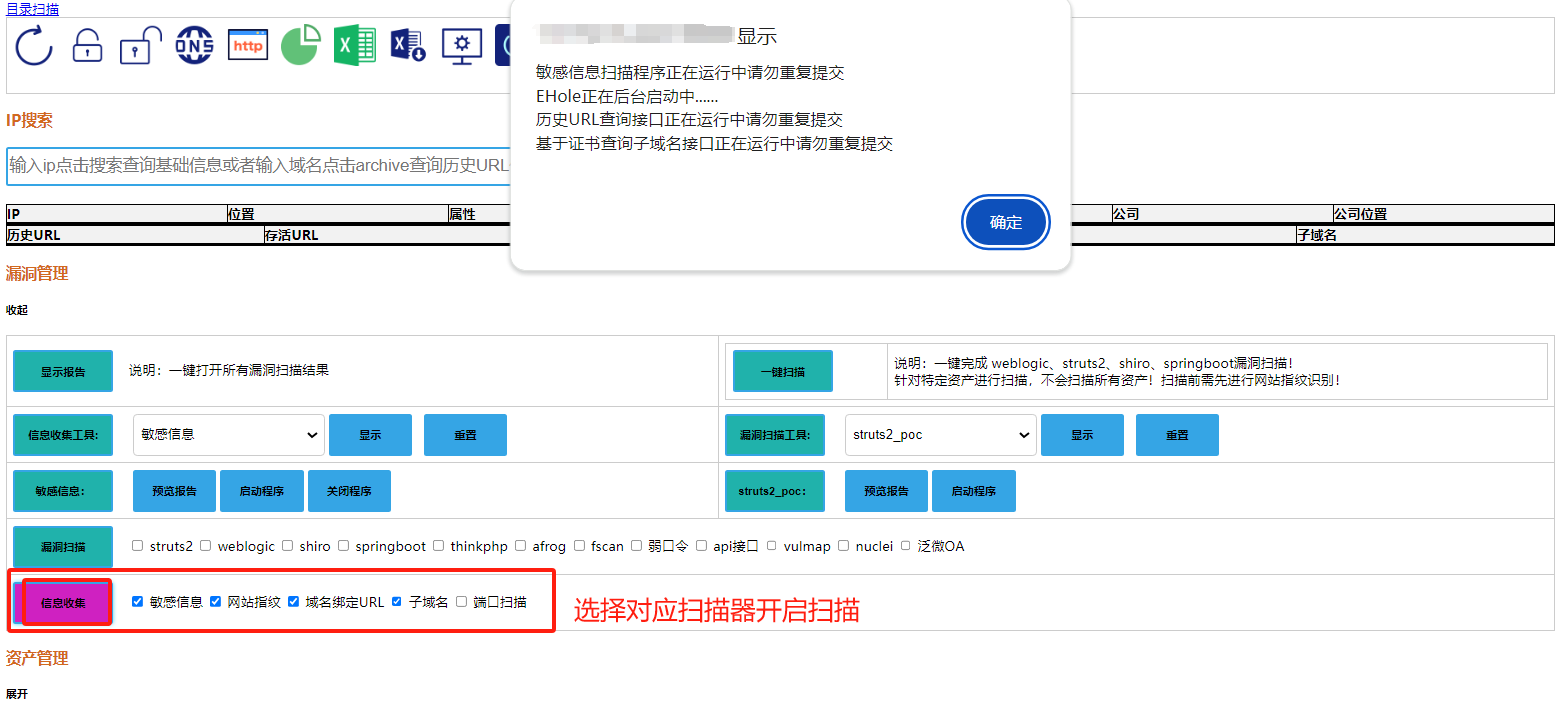 目录扫描
DNS
http
显示
敏感信息扫描程序正在运行中请勿重复提交
EHole正在后台启动中......
历史URL查询接口正在运行中请勿重复提交
基于证书查询子域名接口正在运行中请勿重复提交
确定
IP搜索
输入ip点击搜索查询基础信息或者输入域名点击archive查询历史URL
IP 位置 属性 公司 公司位置
历史URL 存活URL 子域名
漏洞管理
收起
显示报告 说明：一键打开所有漏洞扫描结果
一键扫描 说明：一键完成 weblogic、struts2、shiro、springboot漏洞扫描！
针对特定资产进行扫描，不会扫描所有资产！扫描前需先进行网站指纹识别！
信息收集工具: 敏感信息 显示 重置 漏洞扫描工具: struts2_poc 显示 重置
敏感信息： 预览报告 启动程序 关闭程序 struts2_poc： 预览报告 启动程序
漏洞扫描 struts2 weblogic shiro springboot thinkphp afrog fscan 弱口令 api接口 vulmap nuclei 泛微OA
信息收集 敏感信息 网站指纹 域名绑定URL 子域名 端口扫描 选择对应扫描器开启扫描
资产管理
展开